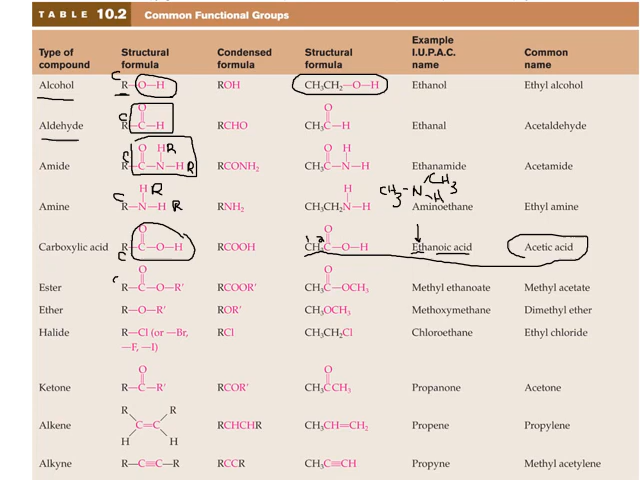 TABLE 10.2 Common Functional Groups
Type of compound Structural formula Condensed formula Structural formula Example I.U.P.A.C. name Common name
C
Alcohol R—O—H ROH CH₃CH₂—O—H Ethanol Ethyl alcohol
O O
C
Aldehyde R—C—H RCHO CH₃C—H Ethanal Acetaldehyde
O H R O H
C
Amide R—C—N—H R RCONH₂ CH₃C—N—H Ethanamide Acetamide
H R H CH₃—N CH₃ H
C
Amine R—N—H R RNH₂ CH₃CH₂N—H Aminoethane Ethyl amine
O 1 2 O
Carboxylic acid R—C—O—H RCOOH CH₃C—O—H Ethanoic acid Acetic acid
C
O O
C
Ester R—C—O—R' RCOOR' CH₃C—OCH₃ Methyl ethanoate Methyl acetate
Ether R—O—R' ROR' CH₃OCH₃ Methoxymethane Dimethyl ether
Halide R—Cl (or —Br, RCl CH₃CH₂Cl Chloroethane Ethyl chloride
—F, —I)
O O
Ketone R—C—R' RCOR' CH₃CCH₃ Propanone Acetone
R R
Alkene C=C RCHCHR CH₃CH=CH₂ Propene Propylene
H H
Alkyne R—C≡C—R RCCR CH₃C≡CH Propyne Methyl acetylene